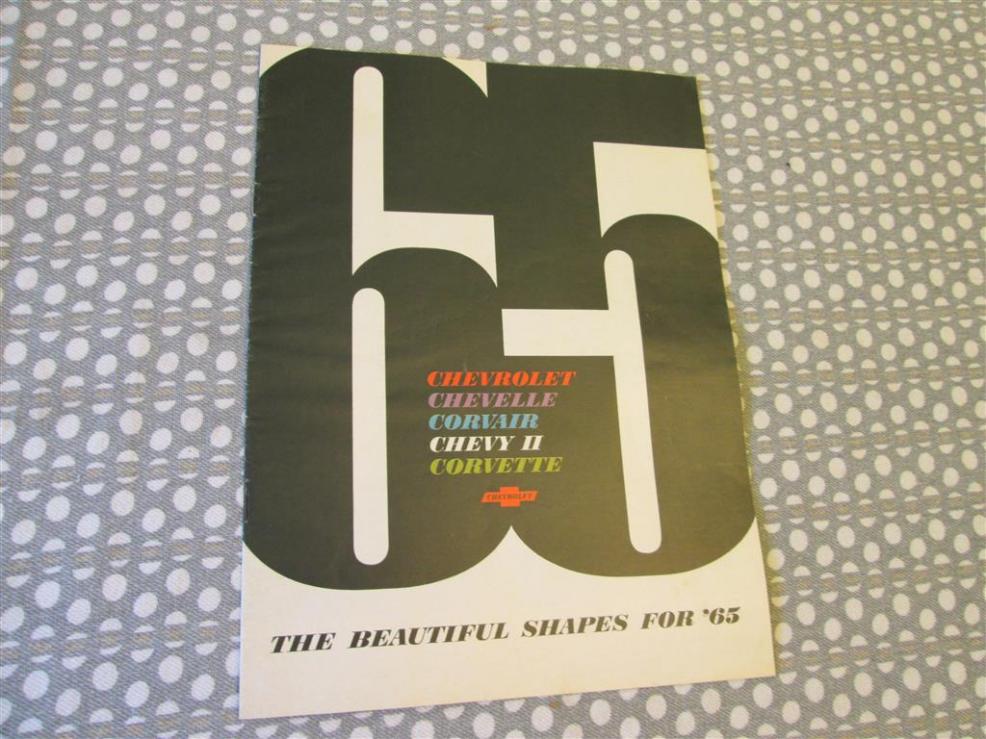 65
CHEVROLET
CHEVELLE
CORVAIR
CHEVY II
CORVETTE
CHEVROLET
THE BEAUTIFUL SHAPES FOR '65